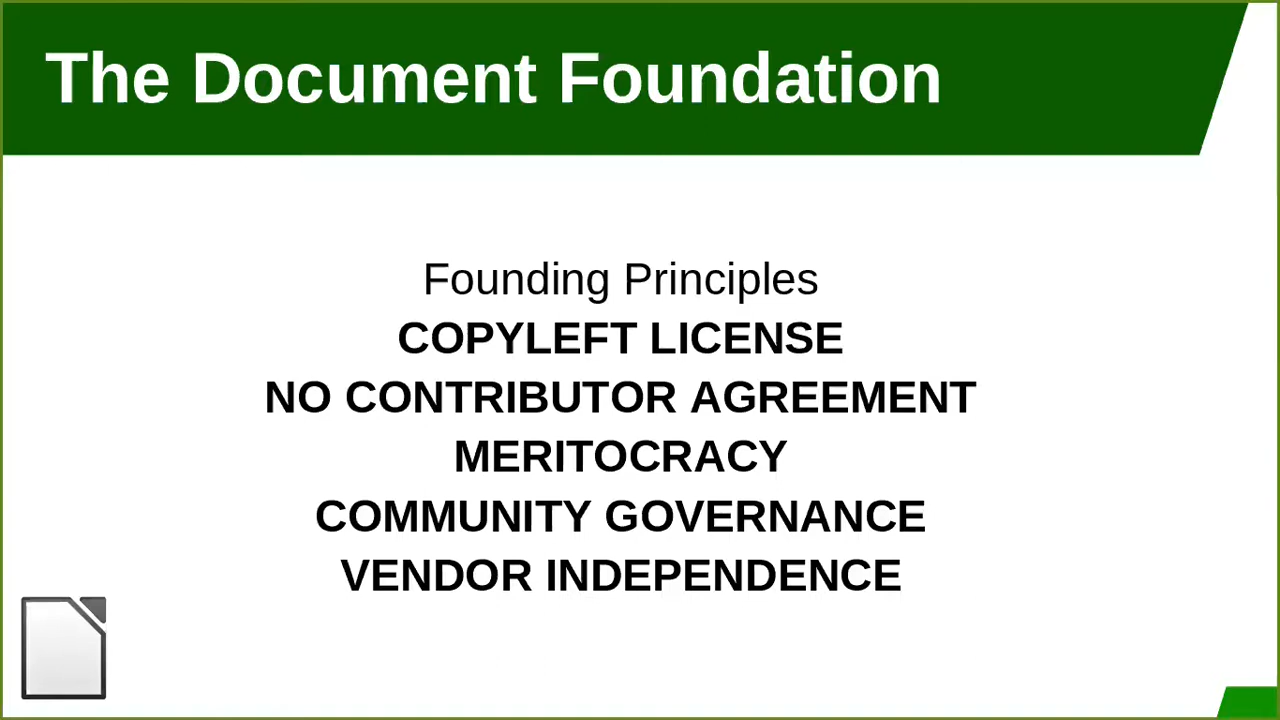 The Document Foundation
Founding Principles
COPYLEFT LICENSE
NO CONTRIBUTOR AGREEMENT
MERITOCRACY
COMMUNITY GOVERNANCE
VENDOR INDEPENDENCE